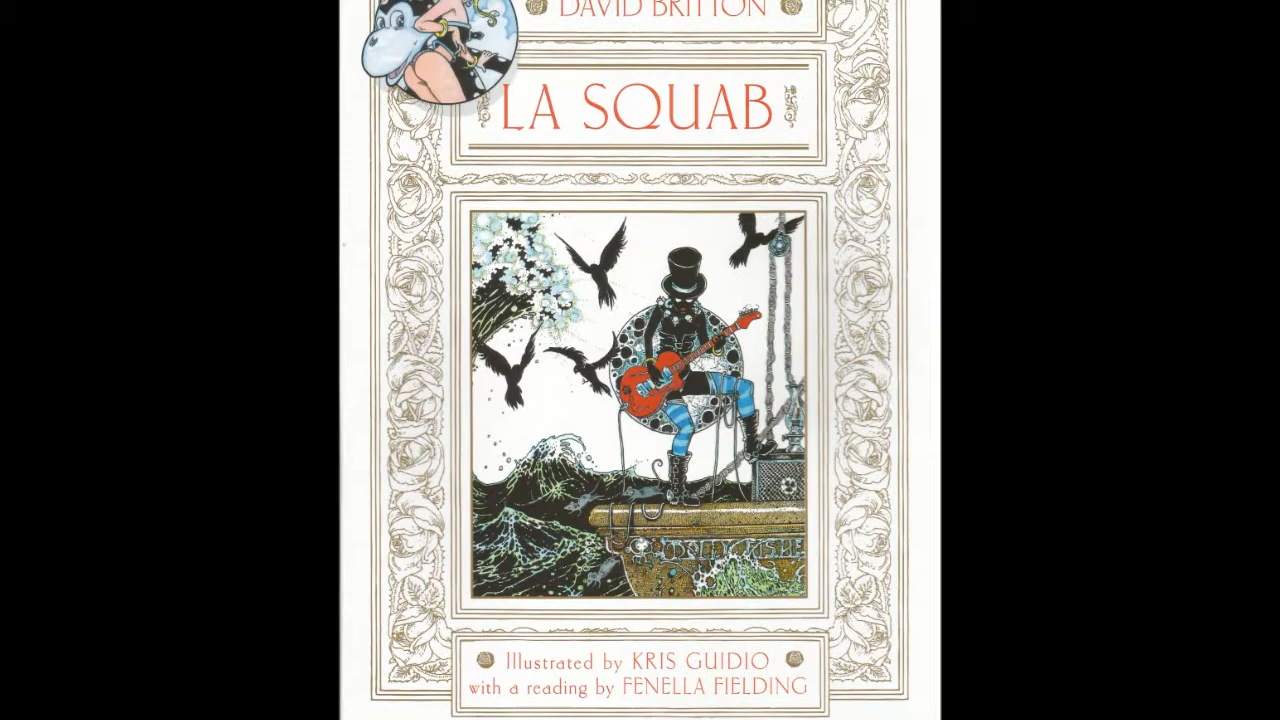 DAVID BRITTON
LA SQUAB
Illustrated by KRIS GUIDIO
with a reading by FENELLA FIELDING